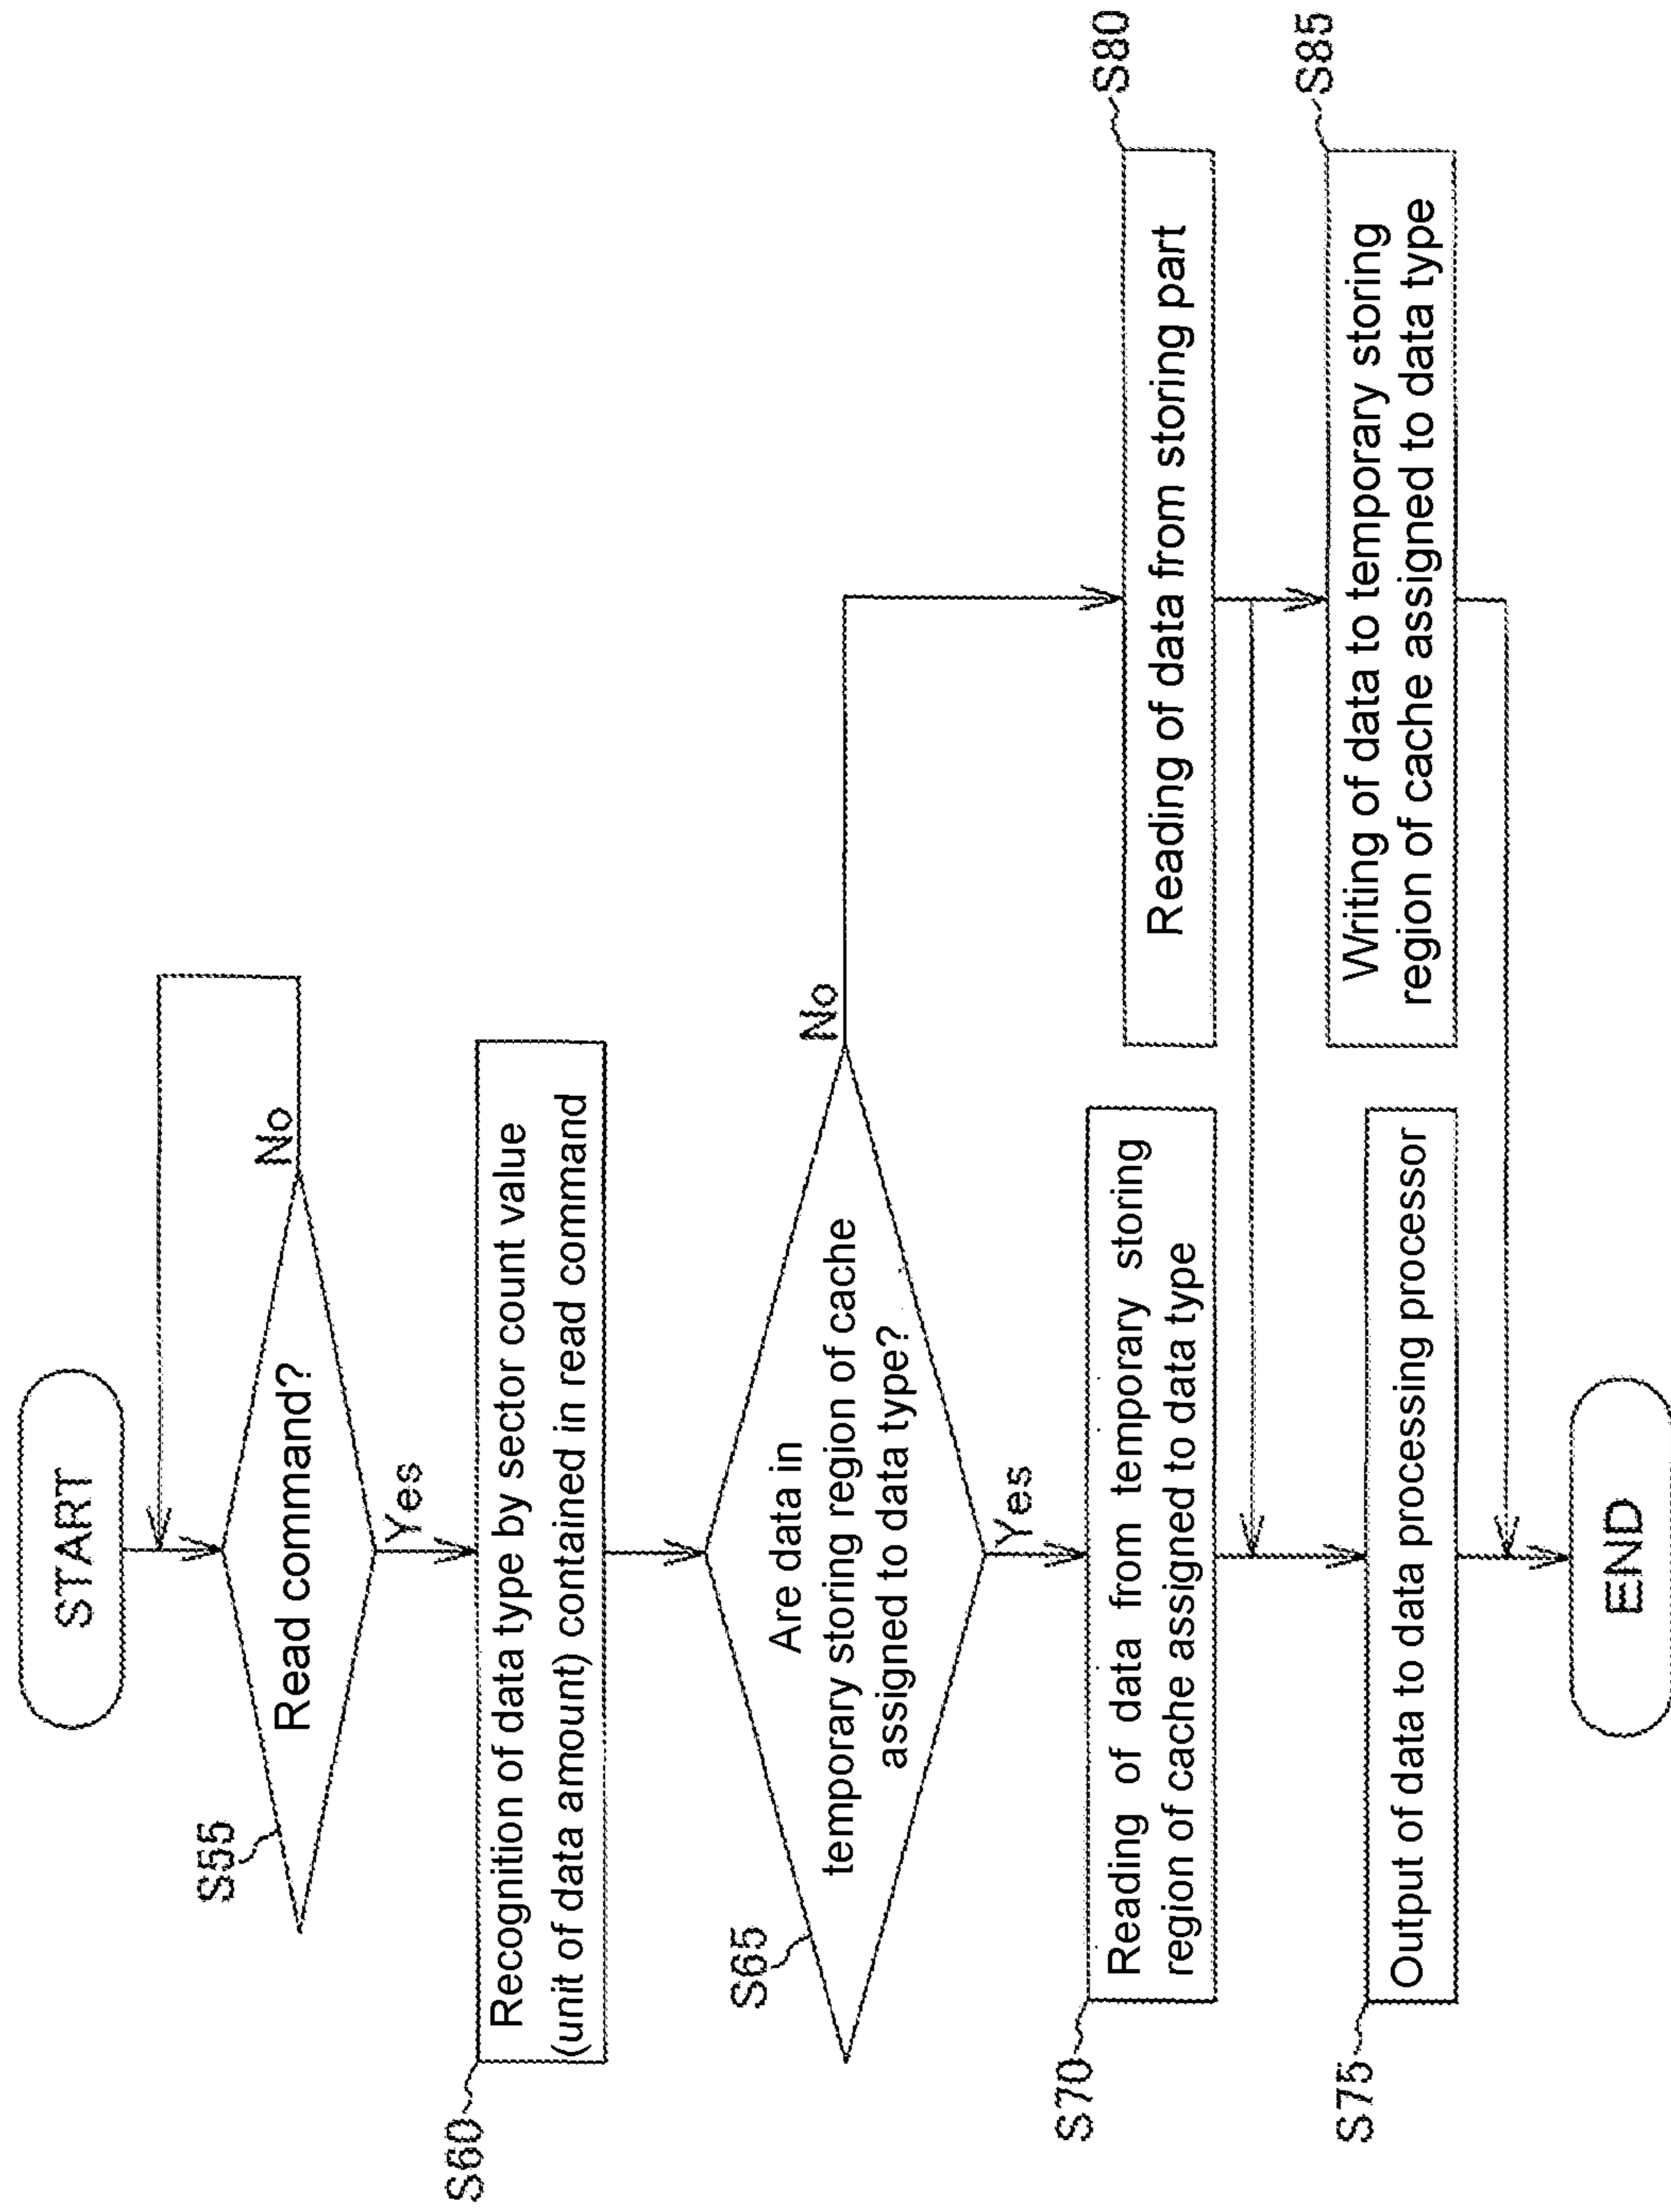 START
S55
Read command?
No
Yes
S60
Recognition of data type by sector count value
(unit of data amount) contained in read command
S65
Are data in
temporary storing region of cache
assigned to data type?
No
Yes
S70
Reading of data from temporary storing
region of cache assigned to data type
S80
Reading of data from storing part
S75
Output of data to data processing processor
S85
Writing of data to temporary storing
region of cache assigned to data type
END